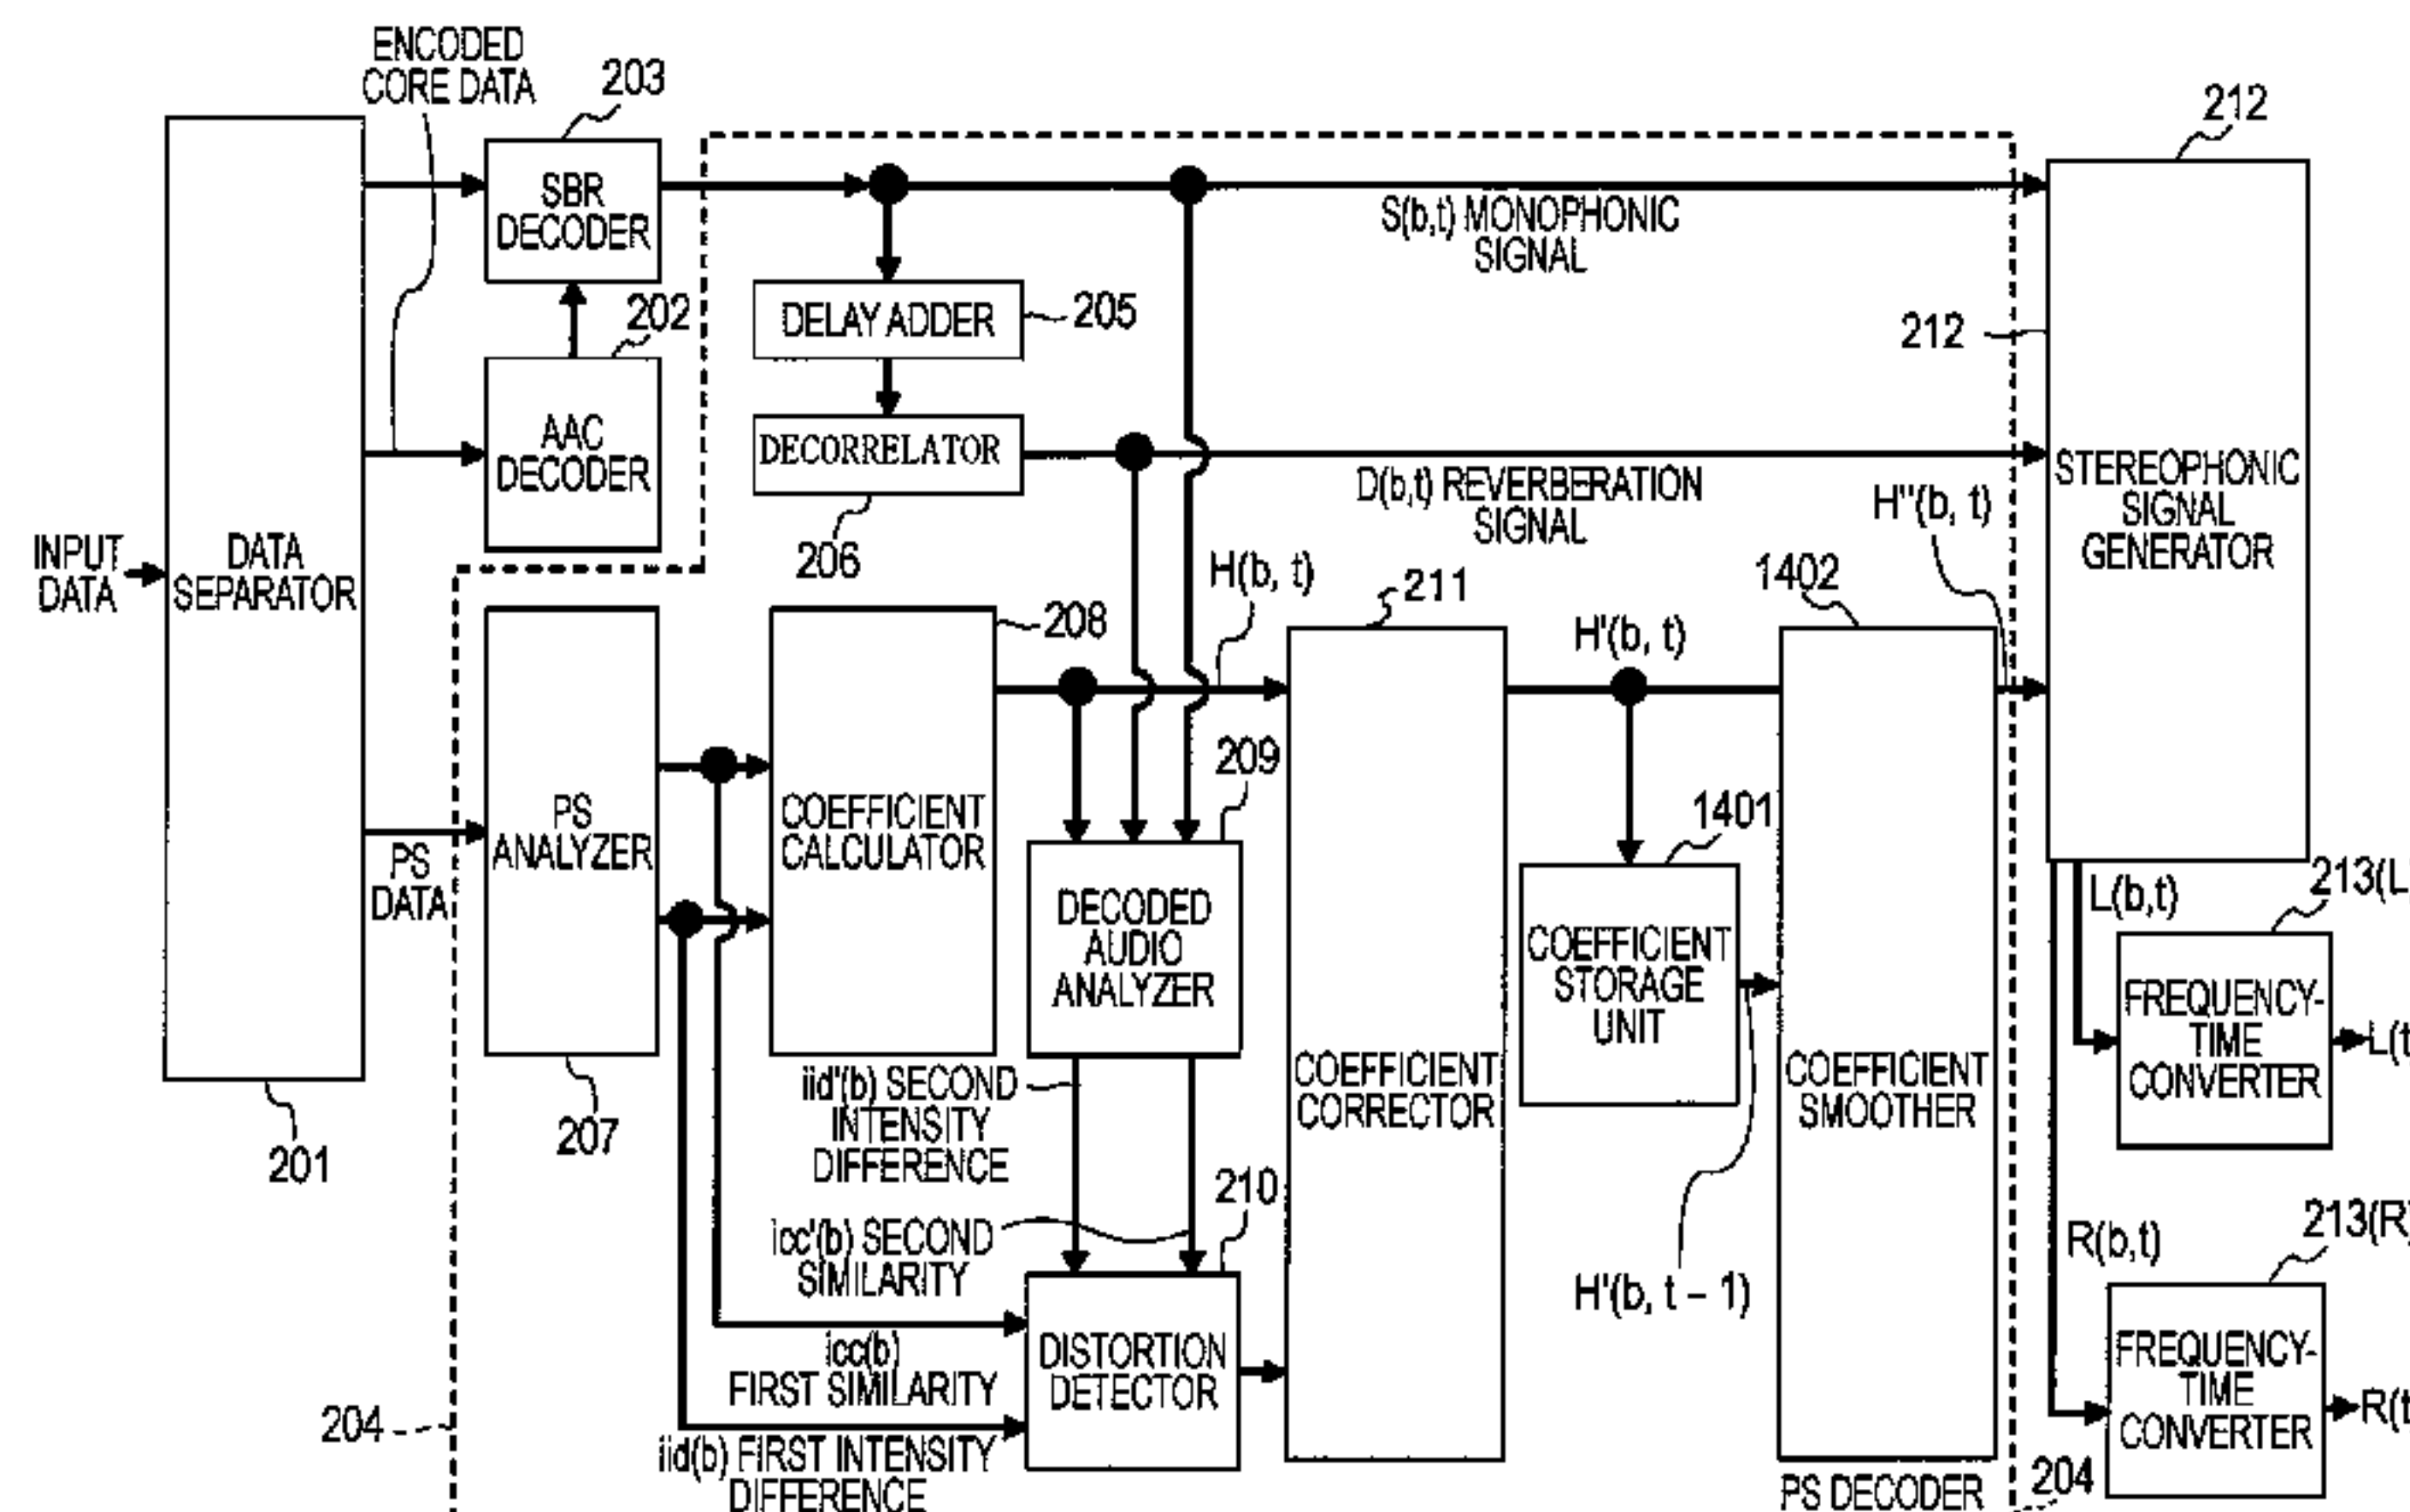 ENCODED
CORE DATA
203
212
SBR
DECODER
S(b,t) MONOPHONIC
SIGNAL
202
DELAY ADDER
205
212
AAC
DECODER
DECORRELATOR
D(b,t) REVERBERATION
SIGNAL
STEREOPHONIC
SIGNAL
GENERATOR
H''(b, t)
INPUT
DATA
DATA
SEPARATOR
206
H(b, t)
211
1402
208
H'(b, t)
209
PS
ANALYZER
COEFFICIENT
CALCULATOR
1401
PS
DATA
DECODED
AUDIO
ANALYZER
COEFFICIENT
STORAGE
UNIT
L(b,t)
213(L
FREQUENCY-
TIME
CONVERTER
L(t
201
207
iid'(b) SECOND
INTENSITY
DIFFERENCE
COEFFICIENT
CORRECTOR
COEFFICIENT
SMOOTHER
210
icc'(b) SECOND
SIMILARITY
H'(b, t – 1)
R(b,t)
213(R)
icc(b)
FIRST SIMILARITY
DISTORTION
DETECTOR
FREQUENCY-
TIME
CONVERTER
R(t
204
iid(b) FIRST INTENSITY
DIFFERENCE
PS DECODER
204